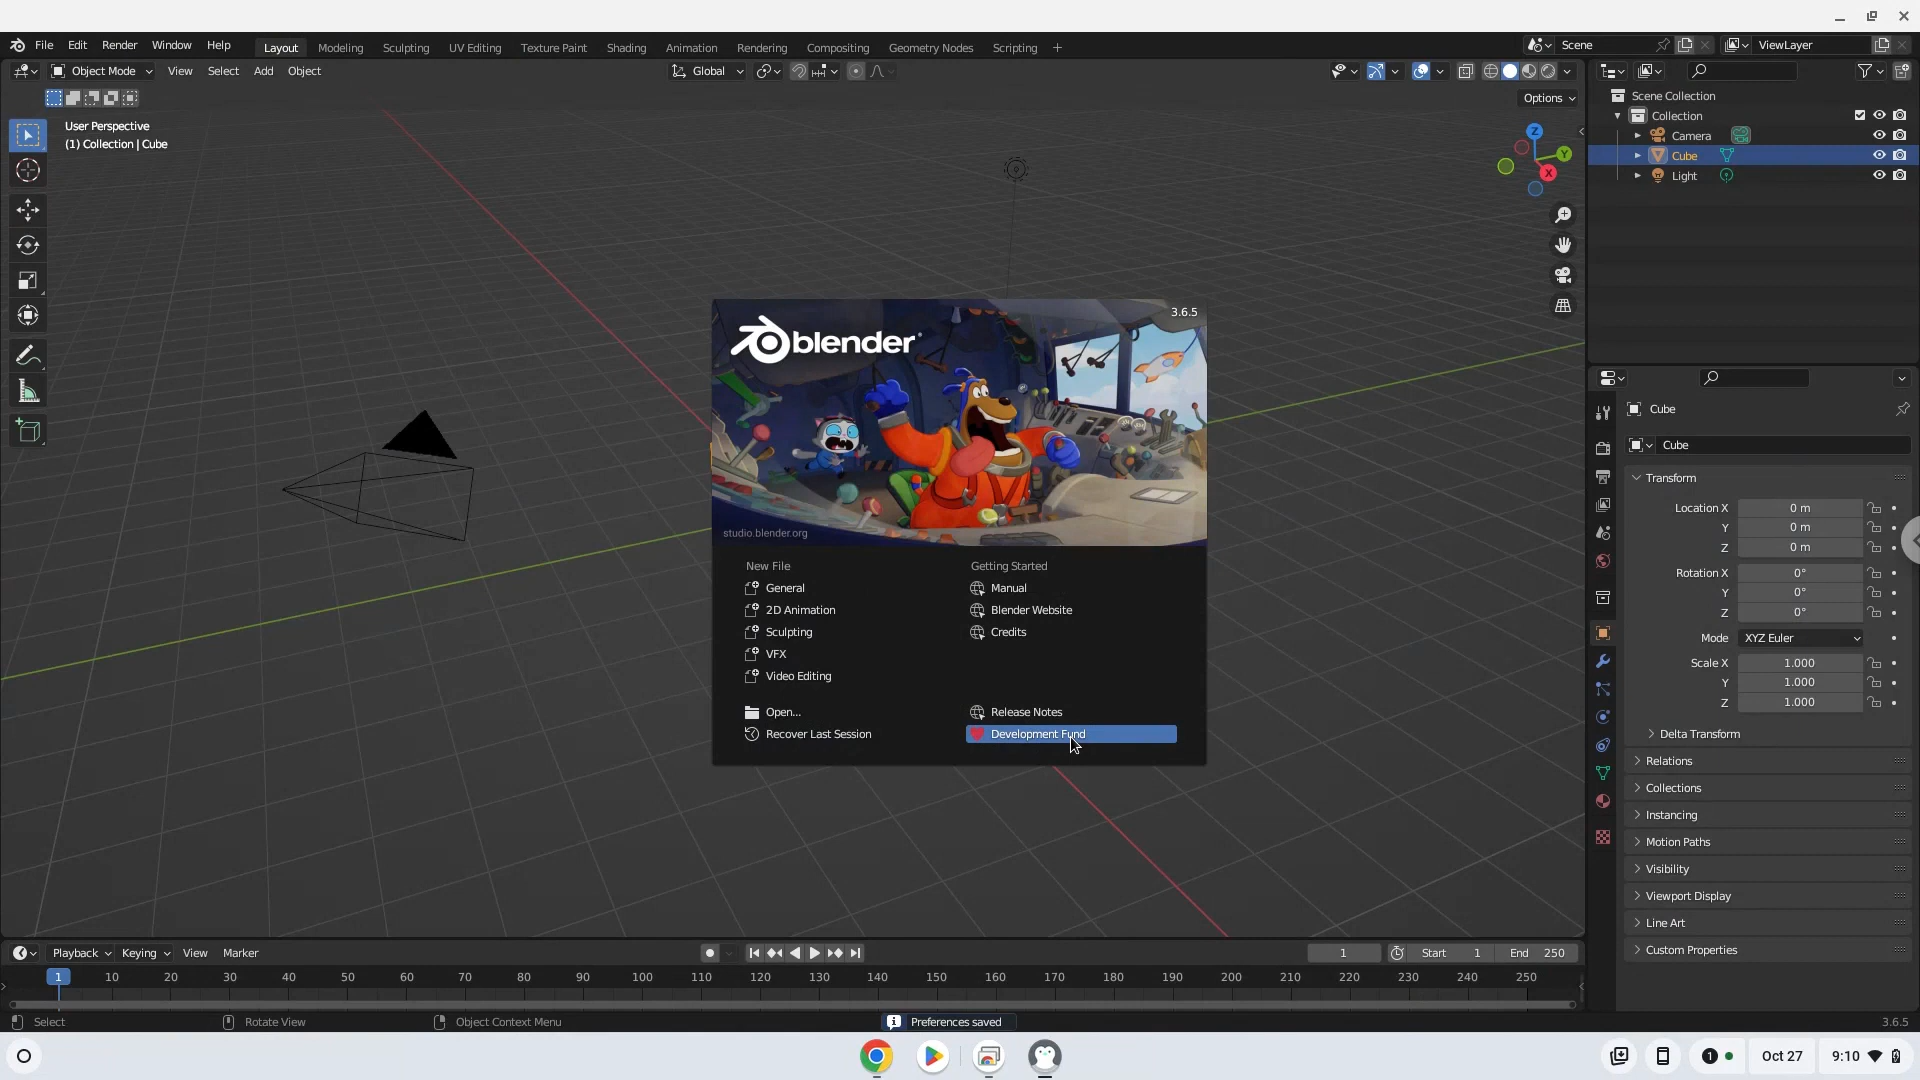 File Edit Render Window Help Layout Modeling Sculpting UV Editing Texture Paint Shading Animation Rendering Compositing Geometry Nodes Scripting + Scene ViewLayer
Object Mode View Select Add Object Global
Options
User Perspective
(1) Collection | Cube
Z
Y
X
Scene Collection
Collection
Camera
Cube
Light
3.6.5
blender
studio.blender.org
New File
General
2D Animation
Sculpting
VFX
Video Editing
Open...
Recover Last Session
Getting Started
Manual
Blender Website
Credits
Release Notes
Development Fund
Cube
Cube
Transform
Location X 0 m
Y 0 m
Z 0 m
Rotation X 0°
Y 0°
Z 0°
Mode XYZ Euler
Scale X 1.000
Y 1.000
Z 1.000
Delta Transform
Relations
Collections
Instancing
Motion Paths
Visibility
Viewport Display
Line Art
Custom Properties
Playback Keying View Marker 1 Start 1 End 250
1 10 20 30 40 50 60 70 80 90 100 110 120 130 140 150 160 170 180 190 200 210 220 230 240 250
Select Rotate View Object Context Menu Preferences saved 3.6.5
1 Oct 27 9:10